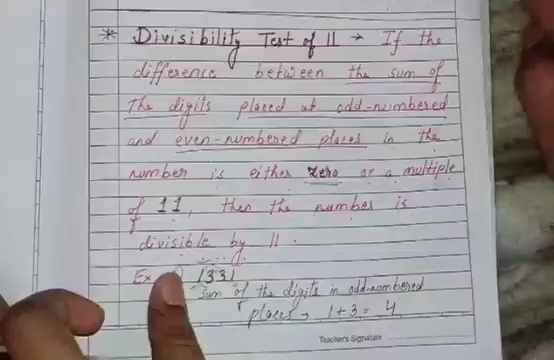 * Divisibility Test of 11 → If the
difference between the sum of
The digits placed at odd-numbered
and even-numbered places in the
number is either zero or a multiple
of 11, then the number is
divisible by 11.
Ex 1331
Sum of the digits in odd-numbered
places → 1+3 = 4
Teacher's Signature